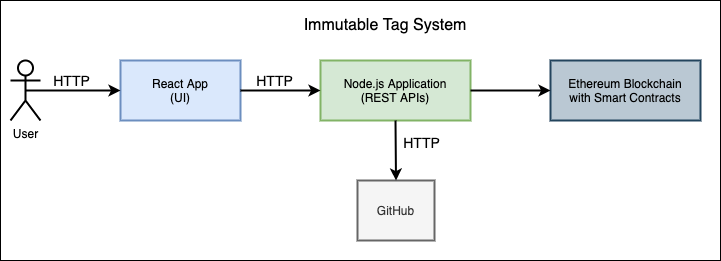 Immutable Tag System
HTTP
HTTP
React App
(UI)
Node.js Application
(REST APIs)
Ethereum Blockchain
with Smart Contracts
User
HTTP
GitHub